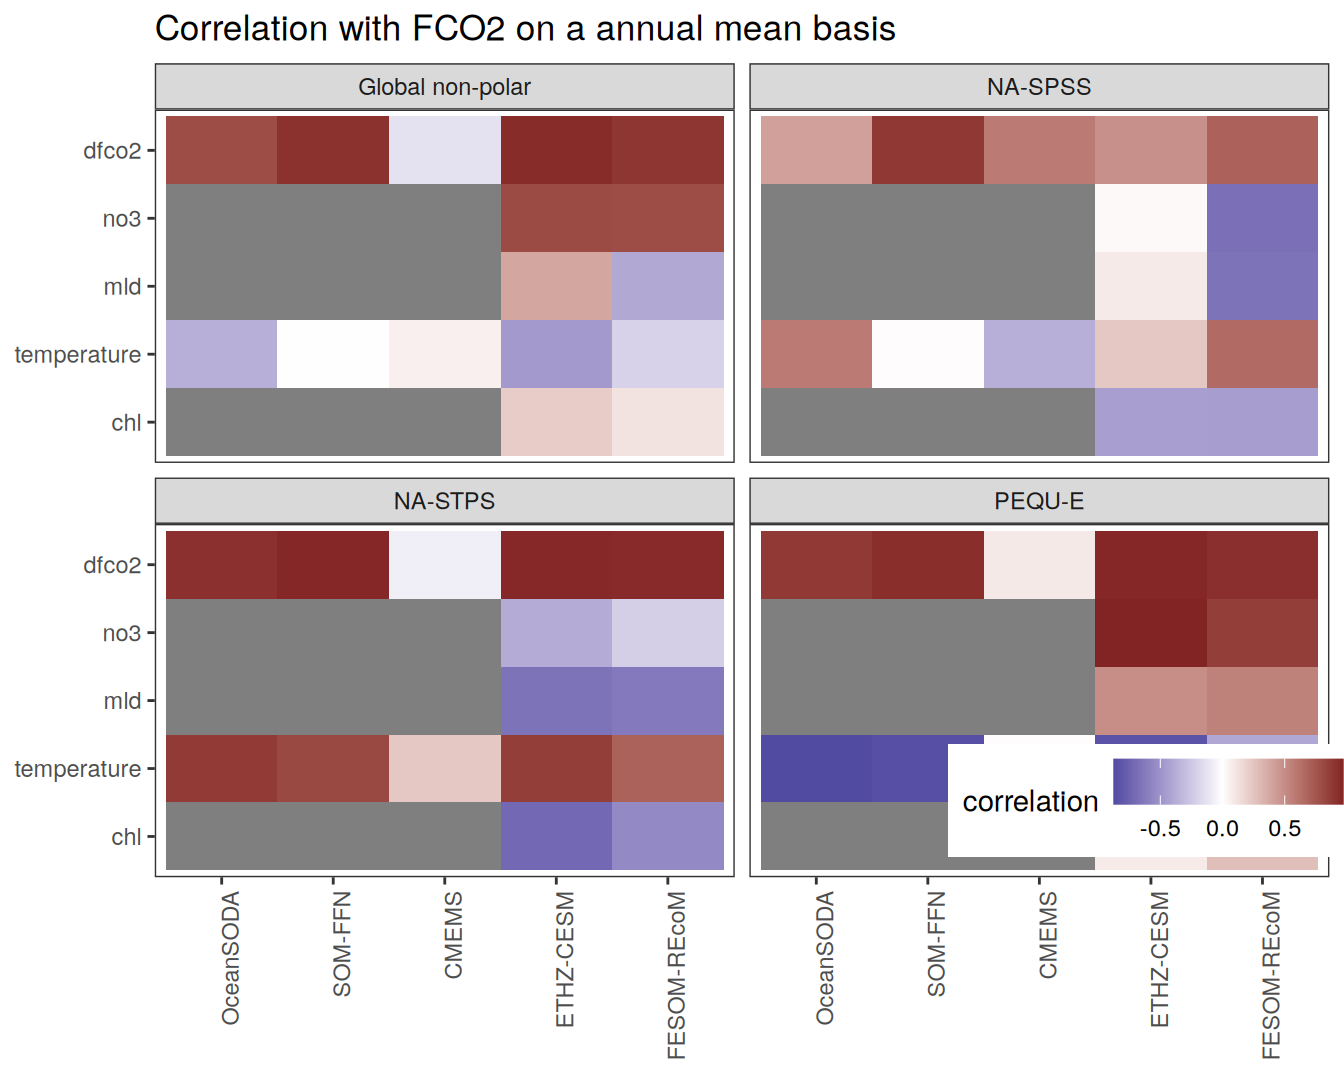 Correlation with FCO2 on a annual mean basis
Global non-polar
NA-SPSS
dfco2
no3
mld
temperature
chl
NA-STPS
PEQU-E
dfco2
no3
mld
temperature
chl
correlation
-0.5 0.0 0.5
OceanSODA
SOM-FFN
CMEMS
ETHZ-CESM
FESOM-REcoM
OceanSODA
SOM-FFN
CMEMS
ETHZ-CESM
FESOM-REcoM